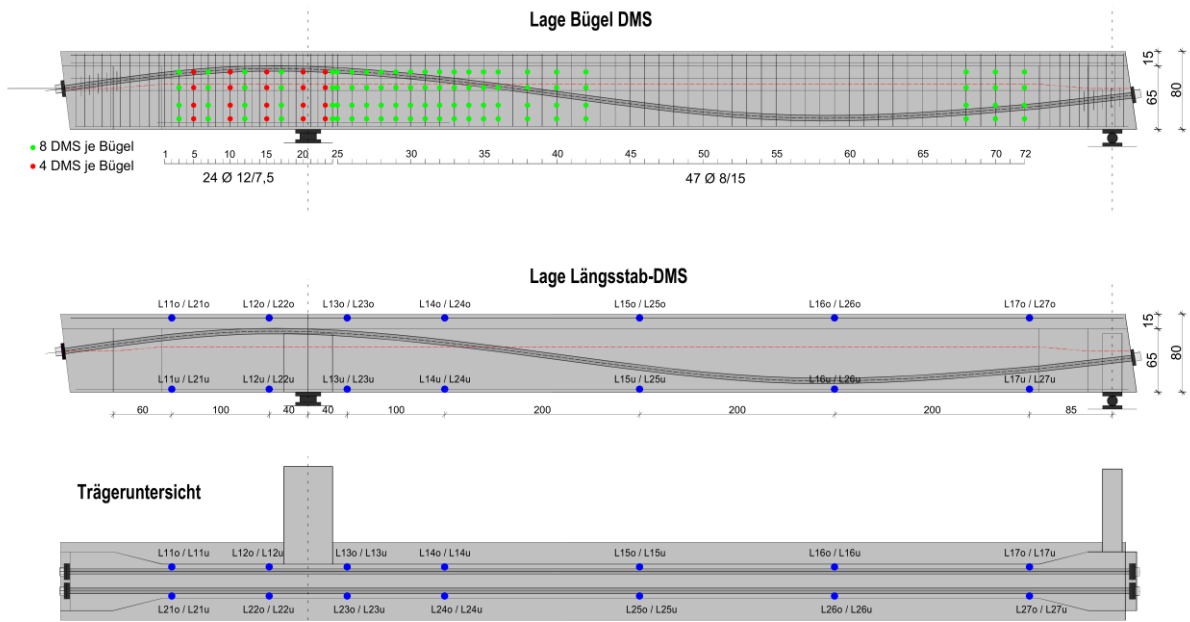 Lage Bügel DMS
15
65
80
8 DMS je Bügel
4 DMS je Bügel
1 5 10 15 20 25 30 35 40 45 50 55 60 65 70 72
24 Ø 12/7,5
47 Ø 8/15
Lage Längsstab-DMS
L11o / L21o L12o / L22o L13o / L23o L14o / L24o L15o / L25o L16o / L26o L17o / L27o
15
65
80
L11u / L21u L12u / L22u L13u / L23u L14u / L24u L15u / L25u L16u / L26u L17u / L27u
60 100 40 40 100 200 200 200 85
Trägeruntersicht
L11o / L11u L12o / L12u L13o / L13u L14o / L14u L15o / L15u L16o / L16u L17o / L17u
L21o / L21u L22o / L22u L23o / L23u L24o / L24u L25o / L25u L26o / L26u L27o / L27u